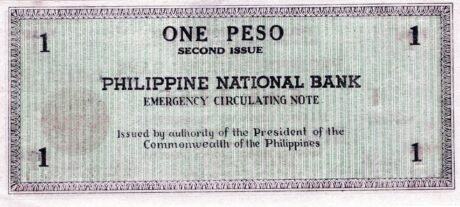 1 ONE PESO 1
SECOND ISSUE
PHILIPPINE NATIONAL BANK
EMERGENCY CIRCULATING NOTE
Issued by authority of the President of the
Commonwealth of the Philippines
1 1